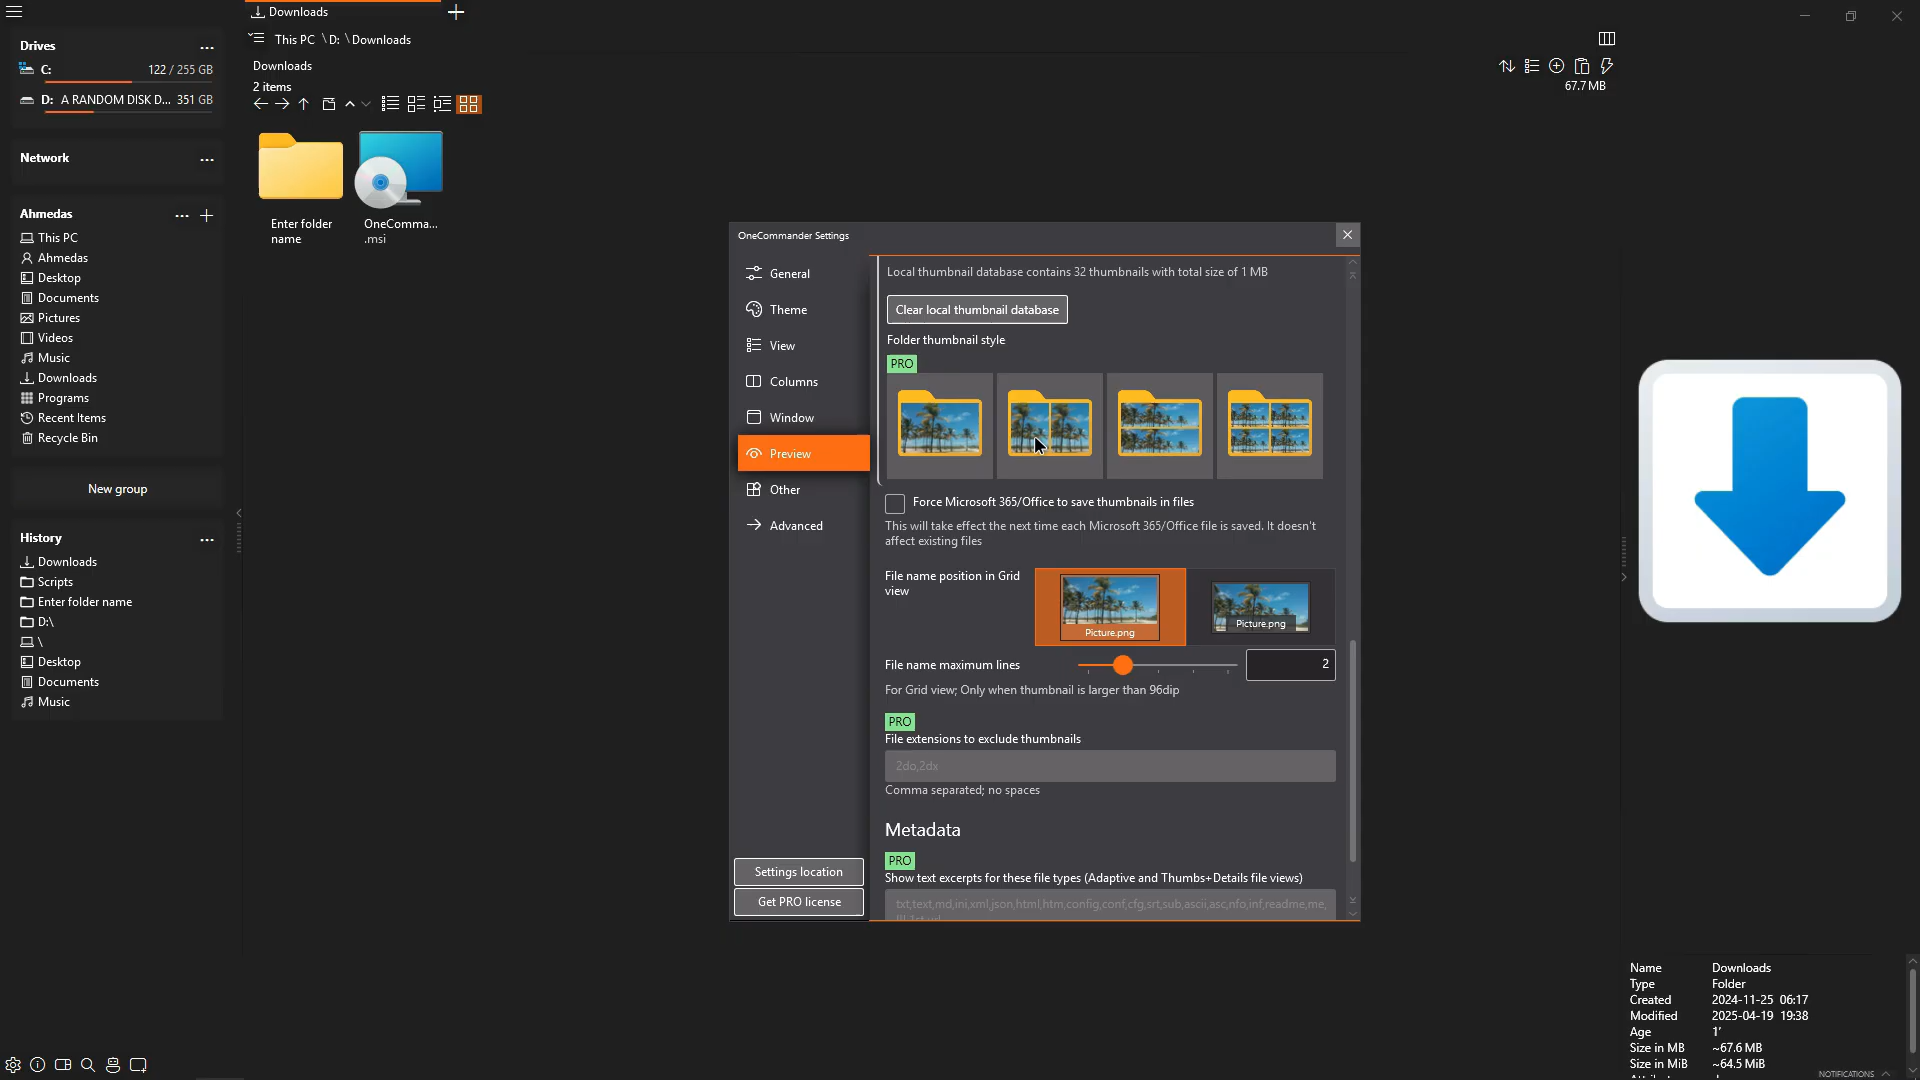 Downloads
Drives
C:
122 / 255 GB
D: A RANDOM DISK D... 351 GB
Network
Ahmedas
This PC
Ahmedas
Desktop
Documents
Pictures
Videos
Music
Downloads
Programs
Recent Items
Recycle Bin
New group
History
Downloads
Scripts
Enter folder name
D:\
\
Desktop
Documents
Music
This PC \ D: \ Downloads
Downloads
2 items
67.7 MB
Enter folder
name
OneComma...
.msi
OneCommander Settings
General
Theme
View
Columns
Window
Preview
Other
Advanced
Settings location
Get PRO license
Local thumbnail database contains 32 thumbnails with total size of 1 MB
Clear local thumbnail database
Folder thumbnail style
PRO
Force Microsoft 365/Office to save thumbnails in files
This will take effect the next time each Microsoft 365/Office file is saved. It doesn't
affect existing files
File name position in Grid
view
Picture.png
Picture.png
File name maximum lines
2
For Grid view; Only when thumbnail is larger than 96dip
PRO
File extensions to exclude thumbnails
2do,2dx
Comma separated; no spaces
Metadata
PRO
Show text excerpts for these file types (Adaptive and Thumbs+Details file views)
txt,text,md,ini,xml,json,html,htm,config,conf,cfg,srt,sub,ascii,asc,nfo,inf,readme,me,
Name Downloads
Type Folder
Created 2024-11-25 06:17
Modified 2025-04-19 19:38
Age 1'
Size in MB ~67.6 MB
Size in MiB ~64.5 MiB
NOTIFICATIONS